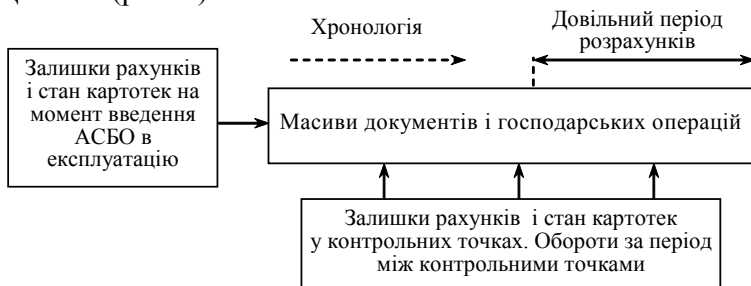 Хронологія
Довільний період
розрахунків
Залишки рахунків
і стан картотек на
момент введення
АСБО в
експлуатацію
Масиви документів і господарських операцій
Залишки рахунків і стан картотек
у контрольних точках. Обороти за період
між контрольними точками